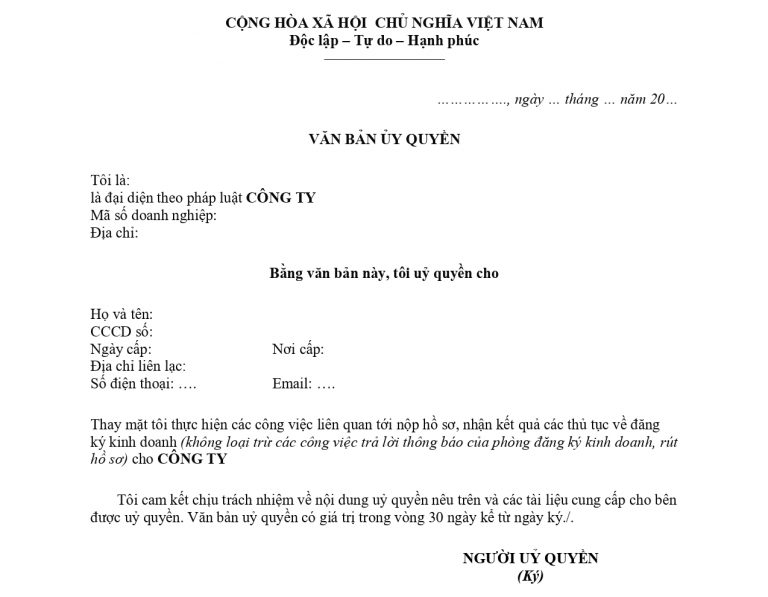 CỘNG HÒA XÃ HỘI CHỦ NGHĨA VIỆT NAM
Độc lập – Tự do – Hạnh phúc
……………., ngày … tháng … năm 20…
VĂN BẢN ỦY QUYỀN
Tôi là:
là đại diện theo pháp luật CÔNG TY
Mã số doanh nghiệp:
Địa chỉ:
Bằng văn bản này, tôi uỷ quyền cho
Họ và tên:
CCCD số:
Ngày cấp: Nơi cấp:
Địa chỉ liên lạc:
Số điện thoại: …. Email: ….
Thay mặt tôi thực hiện các công việc liên quan tới nộp hồ sơ, nhận kết quả các thủ tục về đăng
ký kinh doanh (không loại trừ các công việc trả lời thông báo của phòng đăng ký kinh doanh, rút
hồ sơ) cho CÔNG TY
Tôi cam kết chịu trách nhiệm về nội dung uỷ quyền nêu trên và các tài liệu cung cấp cho bên
được uỷ quyền. Văn bản uỷ quyền có giá trị trong vòng 30 ngày kể từ ngày ký./.
NGƯỜI UỶ QUYỀN
(Ký)